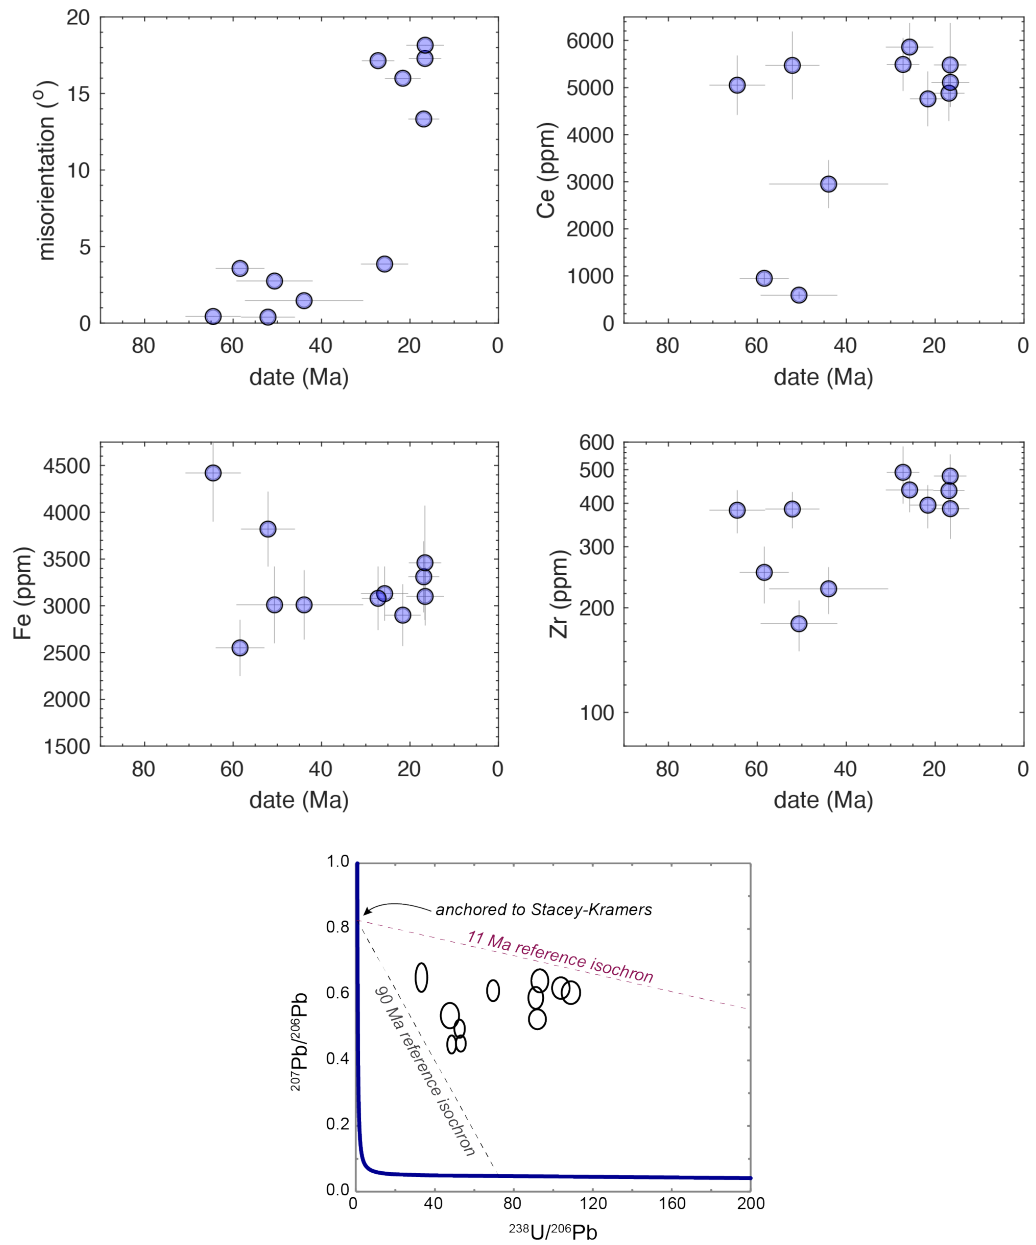 20
15
10
5
0
misorientation (°)
80 60 40 20 0
date (Ma)
6000
5000
4000
3000
2000
1000
0
Ce (ppm)
80 60 40 20 0
date (Ma)
4500
4000
3500
3000
2500
2000
1500
Fe (ppm)
80 60 40 20 0
date (Ma)
600
500
400
300
200
100
Zr (ppm)
80 60 40 20 0
date (Ma)
1.0
0.8
0.6
0.4
0.2
0.0
207Pb/206Pb
anchored to Stacey-Kramers
11 Ma reference isochron
90 Ma reference isochron
0 40 80 120 160 200
238U/206Pb